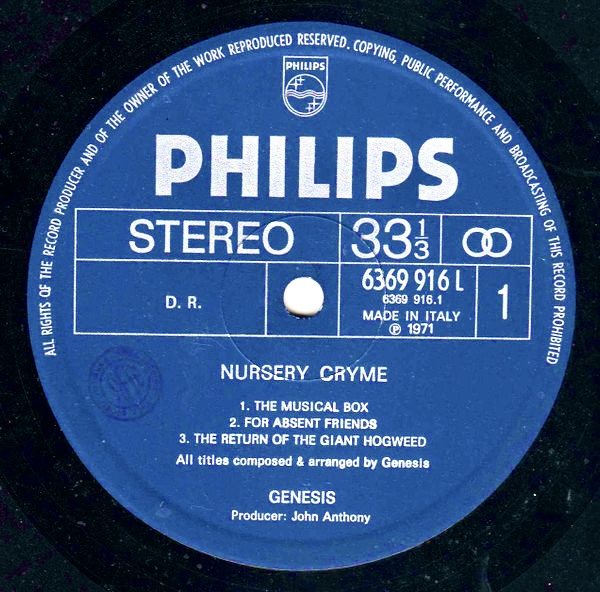 ALL RIGHTS OF THE RECORD PRODUCER AND OF THE OWNER OF THE WORK REPRODUCED RESERVED. COPYING, PUBLIC PERFORMANCE AND BROADCASTING OF THIS RECORD PROHIBITED
PHILIPS
PHILIPS
STEREO 33 1/3
D. R.
6369 916 L
6369 916.1
MADE IN ITALY
℗ 1971
1
NURSERY CRYME
1. THE MUSICAL BOX
2. FOR ABSENT FRIENDS
3. THE RETURN OF THE GIANT HOGWEED
All titles composed & arranged by Genesis
GENESIS
Producer: John Anthony